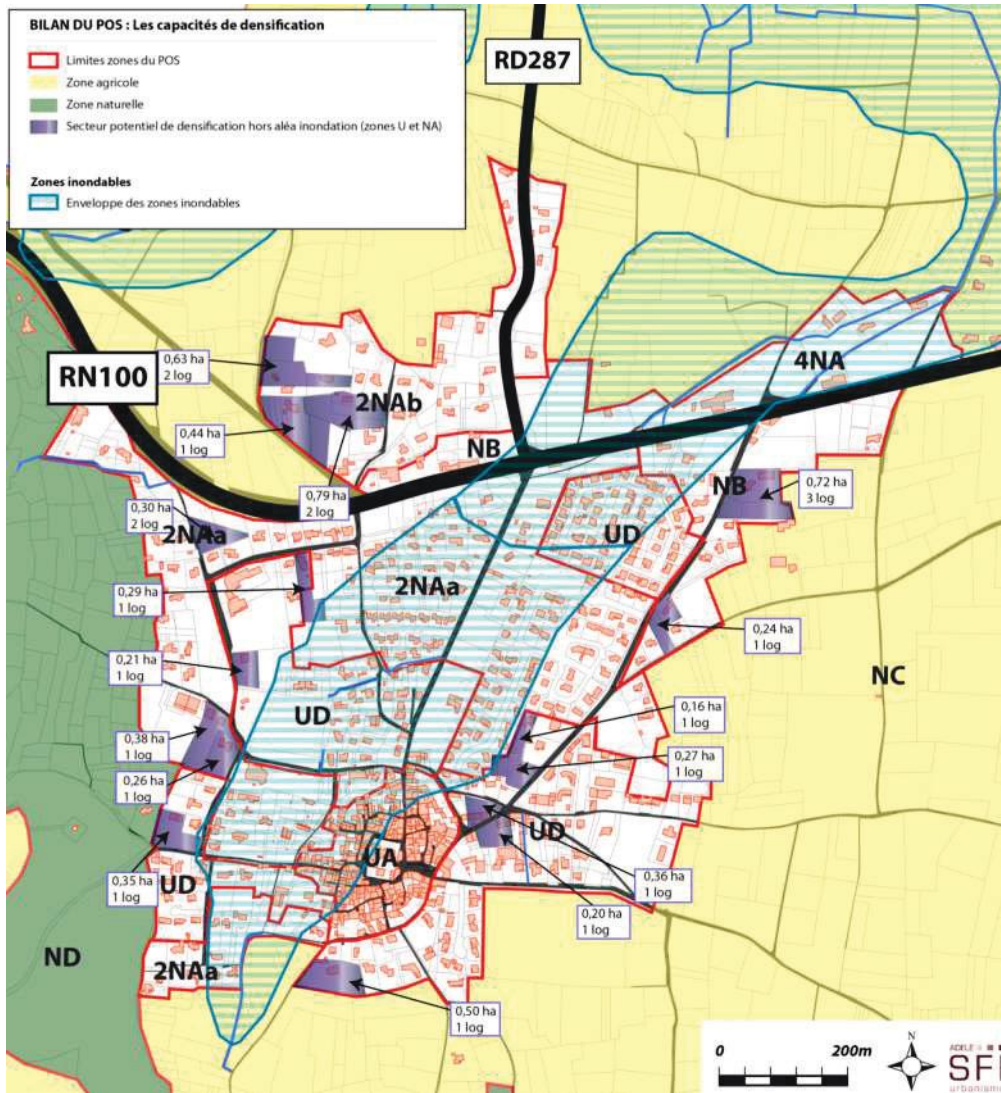 BILAN DU POS : Les capacités de densification
Limites zones du POS
Zone agricole
Zone naturelle
Secteur potentiel de densification hors aléa inondation (zones U et NA)
Zones inondables
Enveloppe des zones inondables
RD287
RN100
0,63 ha
2 log
2NAb
4NA
0,44 ha
1 log
NB
0,79 ha
2 log
NB
0,72 ha
3 log
0,30 ha
2 log
2NAa
UD
0,29 ha
1 log
2NAa
0,24 ha
1 log
0,21 ha
1 log
NC
UD
0,16 ha
1 log
0,38 ha
1 log
0,27 ha
1 log
0,26 ha
1 log
UD
UA
0,35 ha
1 log
UD
0,36 ha
1 log
0,20 ha
1 log
ND
2NAa
0,50 ha
1 log
0
200m
N
ADELE
SFI
urbanisme